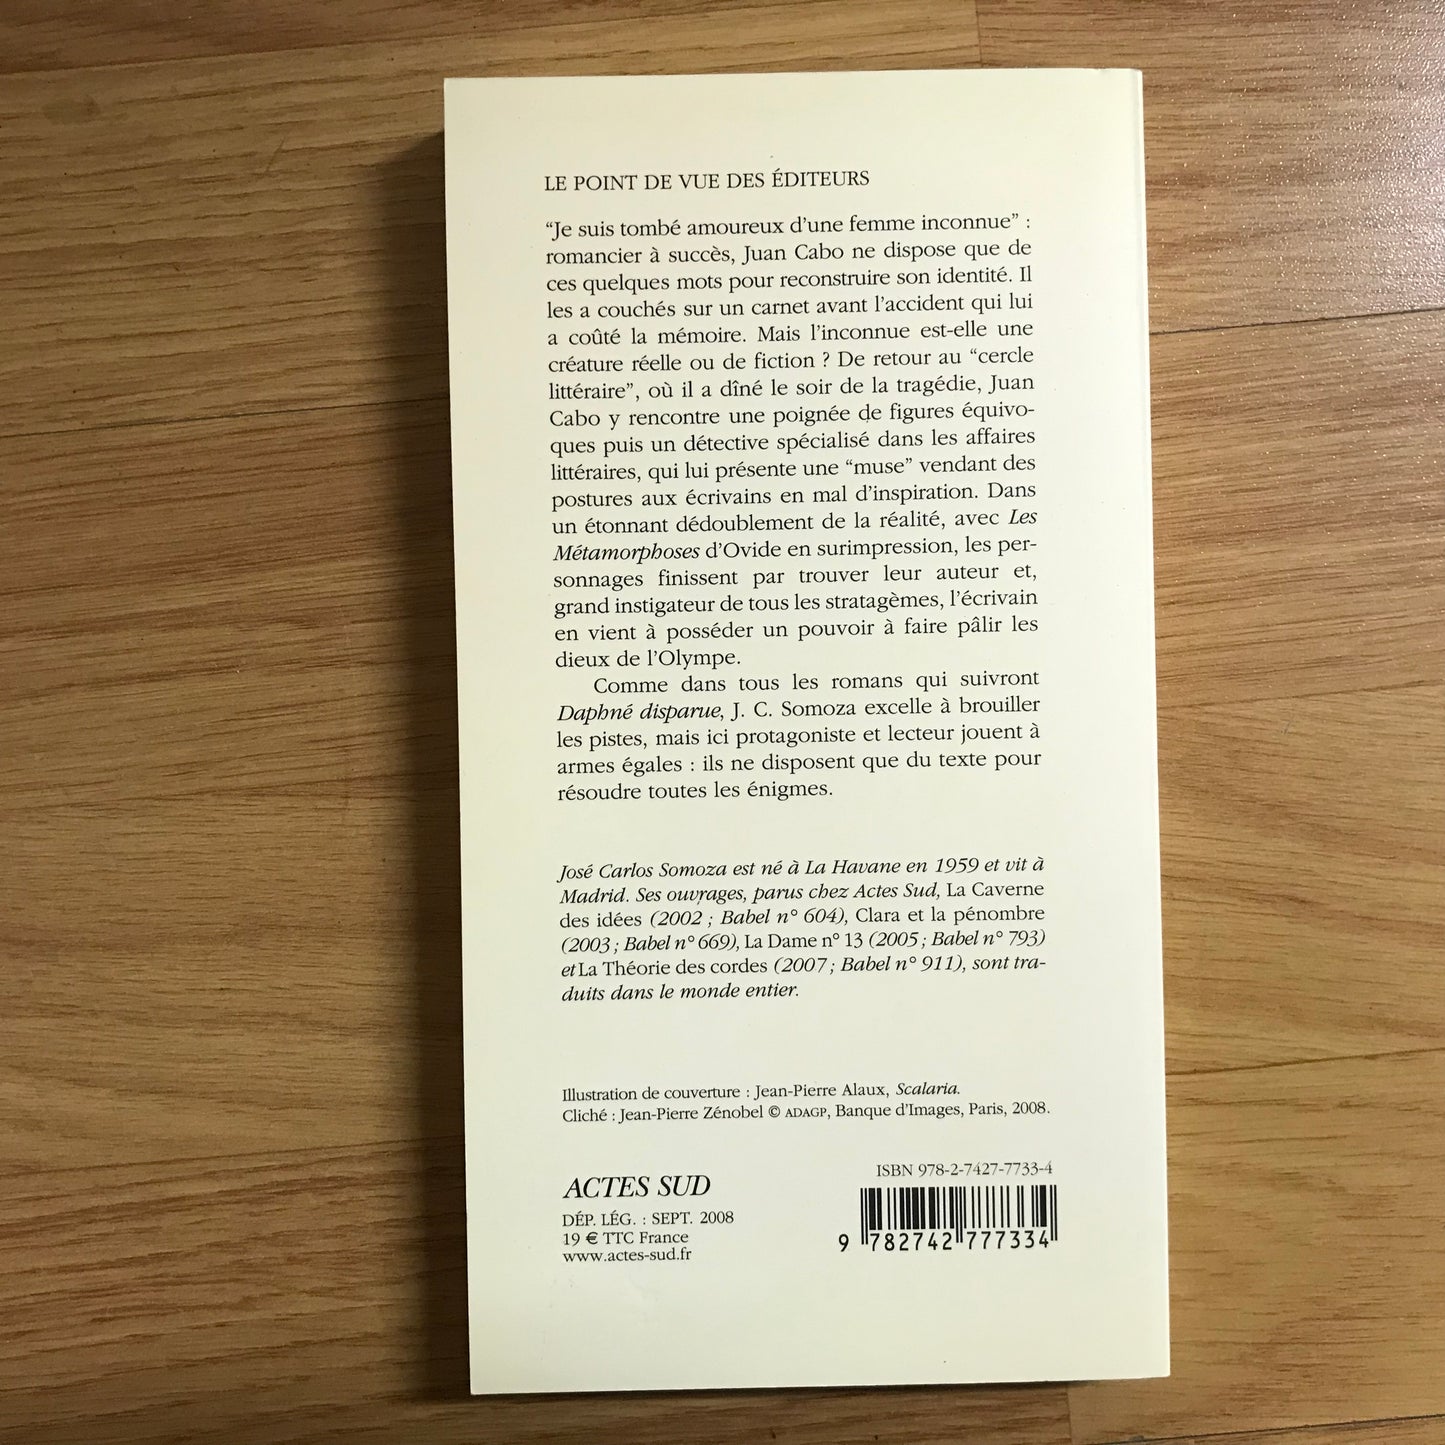 LE POINT DE VUE DES ÉDITEURS
“Je suis tombé amoureux d’une femme inconnue” :
romancier à succès, Juan Cabo ne dispose que de
ces quelques mots pour reconstruire son identité. Il
les a couchés sur un carnet avant l’accident qui lui
a coûté la mémoire. Mais l’inconnue est-elle une
créature réelle ou de fiction ? De retour au “cercle
littéraire”, où il a dîné le soir de la tragédie, Juan
Cabo y rencontre une poignée de figures équivo-
ques puis un détective spécialisé dans les affaires
littéraires, qui lui présente une “muse” vendant des
postures aux écrivains en mal d’inspiration. Dans
un étonnant dédoublement de la réalité, avec Les
Métamorphoses d’Ovide en surimpression, les per-
sonnages finissent par trouver leur auteur et,
grand instigateur de tous les stratagèmes, l’écrivain
en vient à posséder un pouvoir à faire pâlir les
dieux de l’Olympe.
Comme dans tous les romans qui suivront
Daphné disparue, J. C. Somoza excelle à brouiller
les pistes, mais ici protagoniste et lecteur jouent à
armes égales : ils ne disposent que du texte pour
résoudre toutes les énigmes.
José Carlos Somoza est né à La Havane en 1959 et vit à
Madrid. Ses ouvrages, parus chez Actes Sud, La Caverne
des idées (2002 ; Babel n° 604), Clara et la pénombre
(2003 ; Babel n° 669), La Dame n° 13 (2005 ; Babel n° 793)
et La Théorie des cordes (2007 ; Babel n° 911), sont tra-
duits dans le monde entier.
Illustration de couverture : Jean-Pierre Alaux, Scalaria.
Cliché : Jean-Pierre Zénobel © ADAGP, Banque d’Images, Paris, 2008.
ACTES SUD
DÉP. LÉG. : SEPT. 2008
19 € TTC France
www.actes-sud.fr
ISBN 978-2-7427-7733-4
9 782742 777334